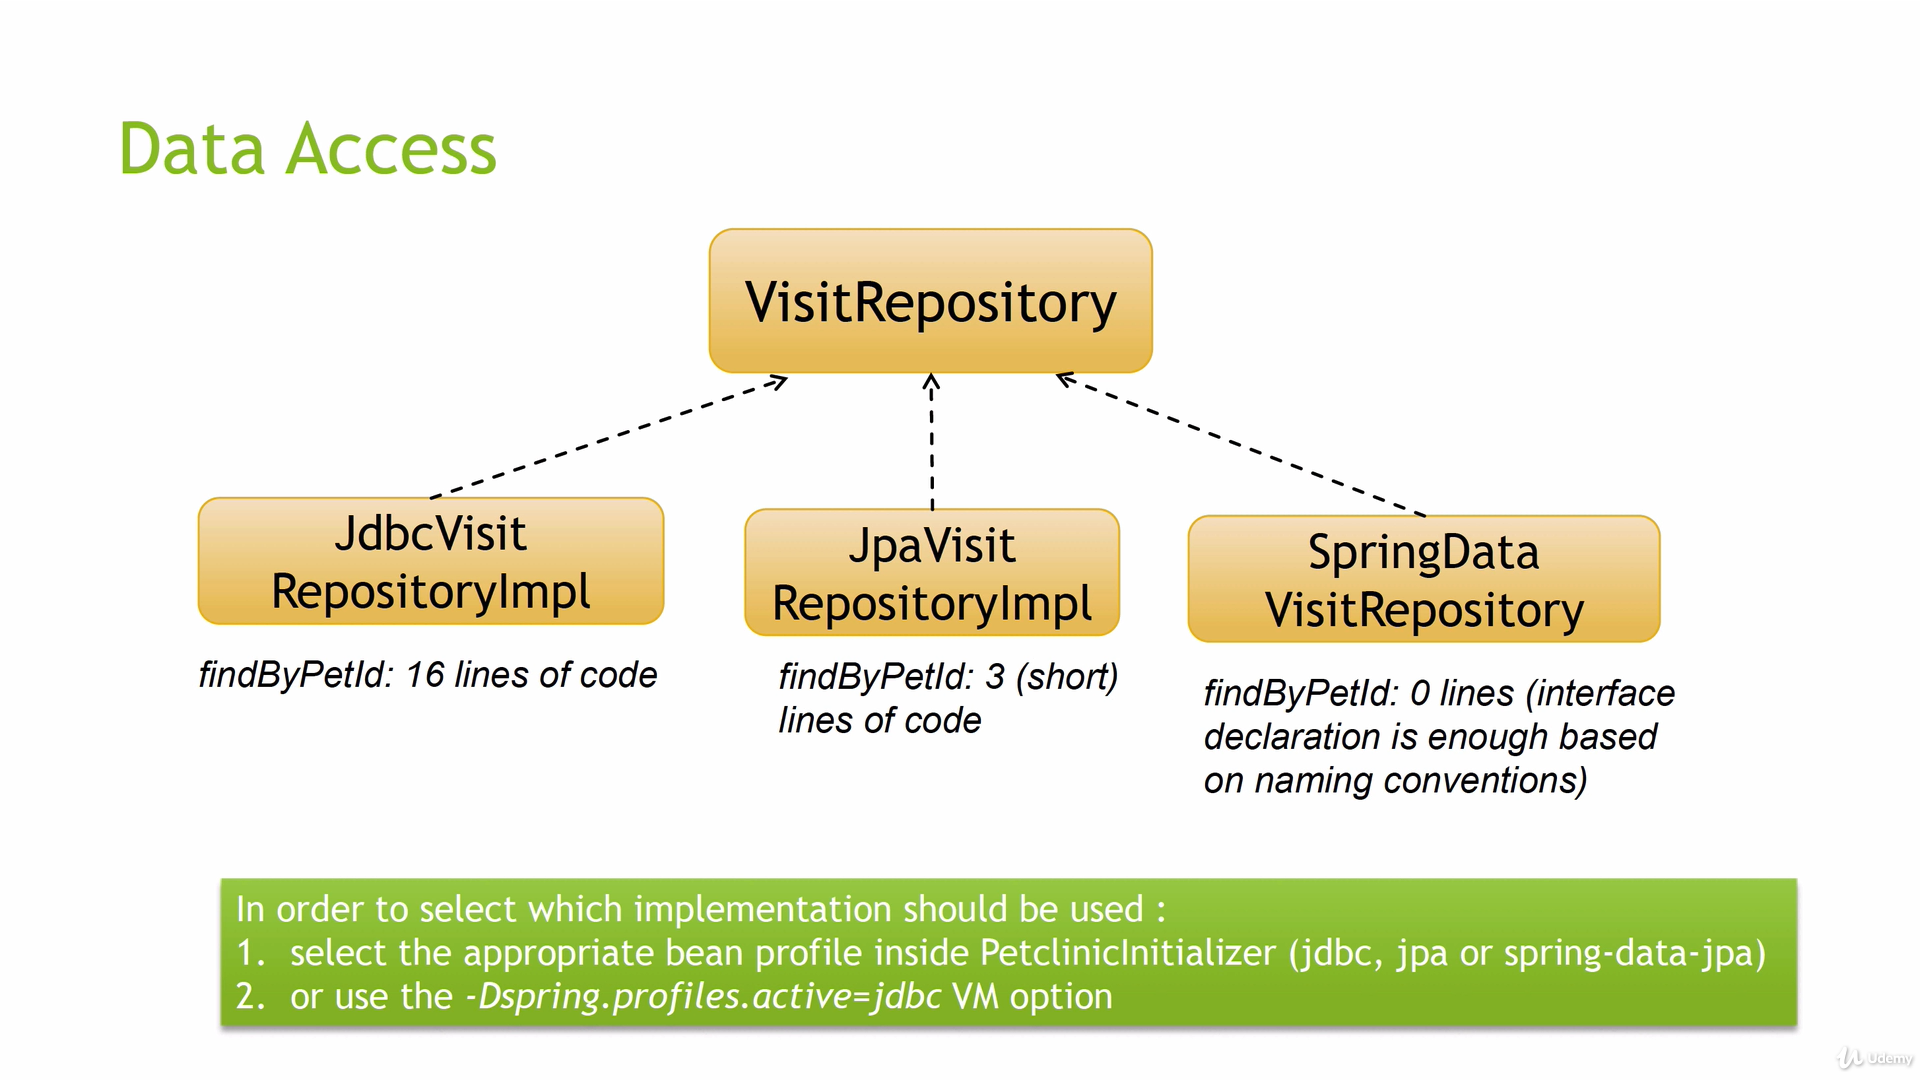 Data Access
VisitRepository
JdbcVisit
RepositoryImpl
findByPetId: 16 lines of code
JpaVisit
RepositoryImpl
findByPetId: 3 (short)
lines of code
SpringData
VisitRepository
findByPetId: 0 lines (interface
declaration is enough based
on naming conventions)
In order to select which implementation should be used :
1. select the appropriate bean profile inside PetclinicInitializer (jdbc, jpa or spring-data-jpa)
2. or use the -Dspring.profiles.active=jdbc VM option
Udemy